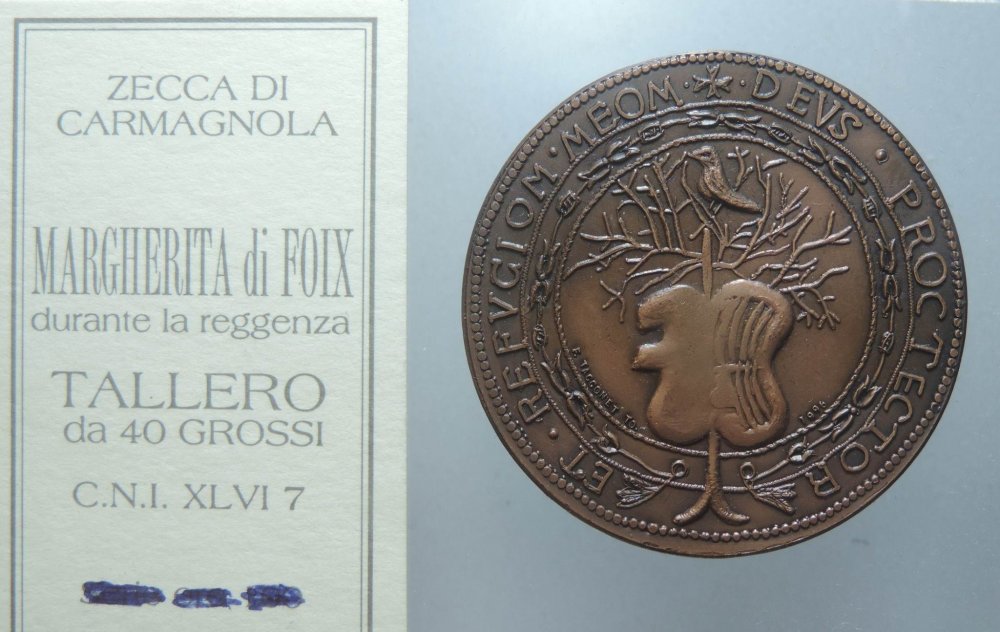 ZECCA DI
CARMAGNOLA
MARGHERITA di FOIX
durante la reggenza
TALLERO
da 40 GROSSI
C.N.I. XLVI 7
DEVS · PROCTECTOR
ET · REFVGIOM · MEOM ·
1994